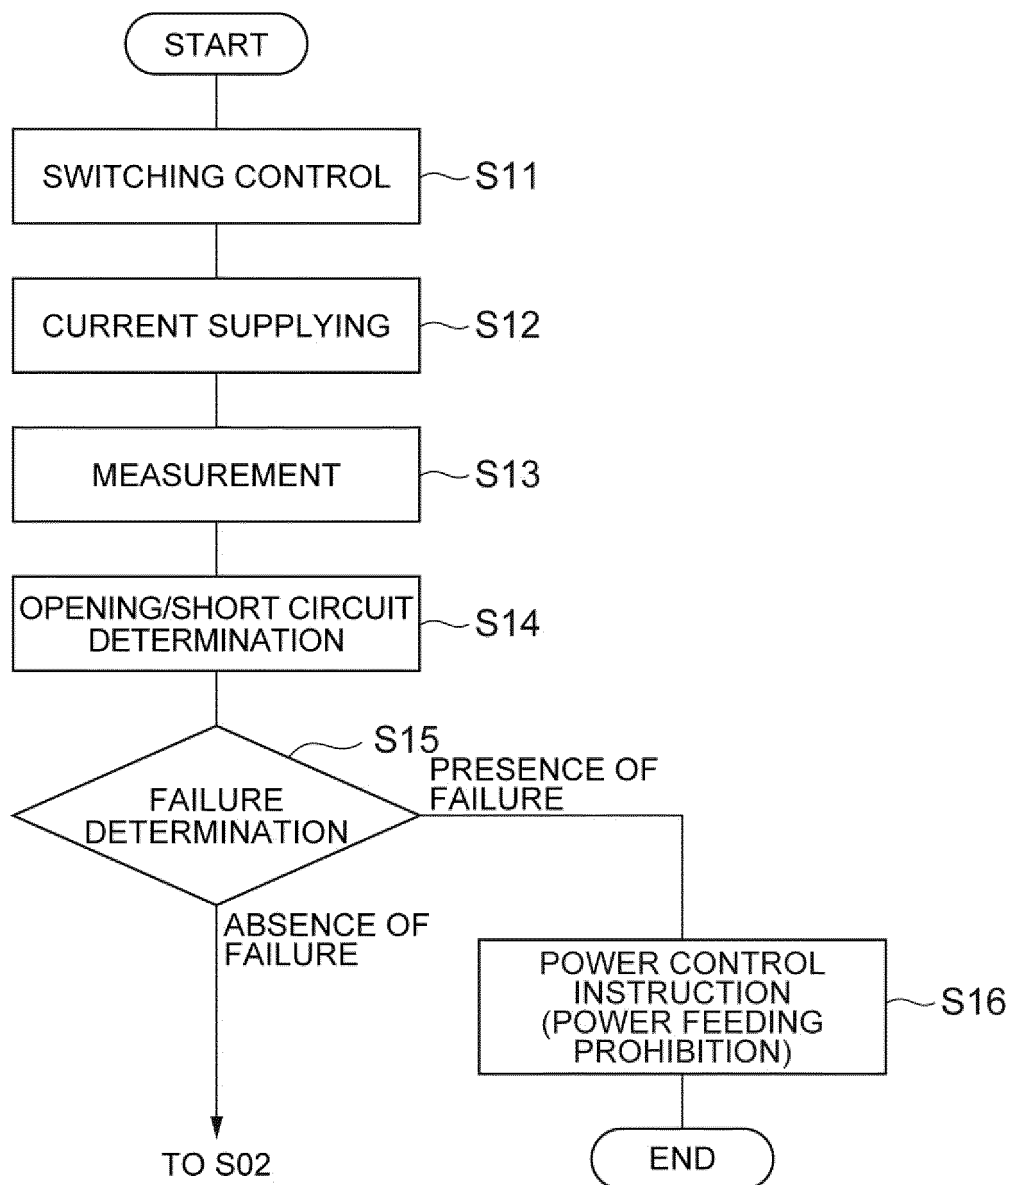 START
SWITCHING CONTROL
S11
CURRENT SUPPLYING
S12
MEASUREMENT
S13
OPENING/SHORT CIRCUIT
DETERMINATION
S14
S15
FAILURE
DETERMINATION
PRESENCE OF
FAILURE
ABSENCE OF
FAILURE
POWER CONTROL
INSTRUCTION
(POWER FEEDING
PROHIBITION)
S16
TO S02
END